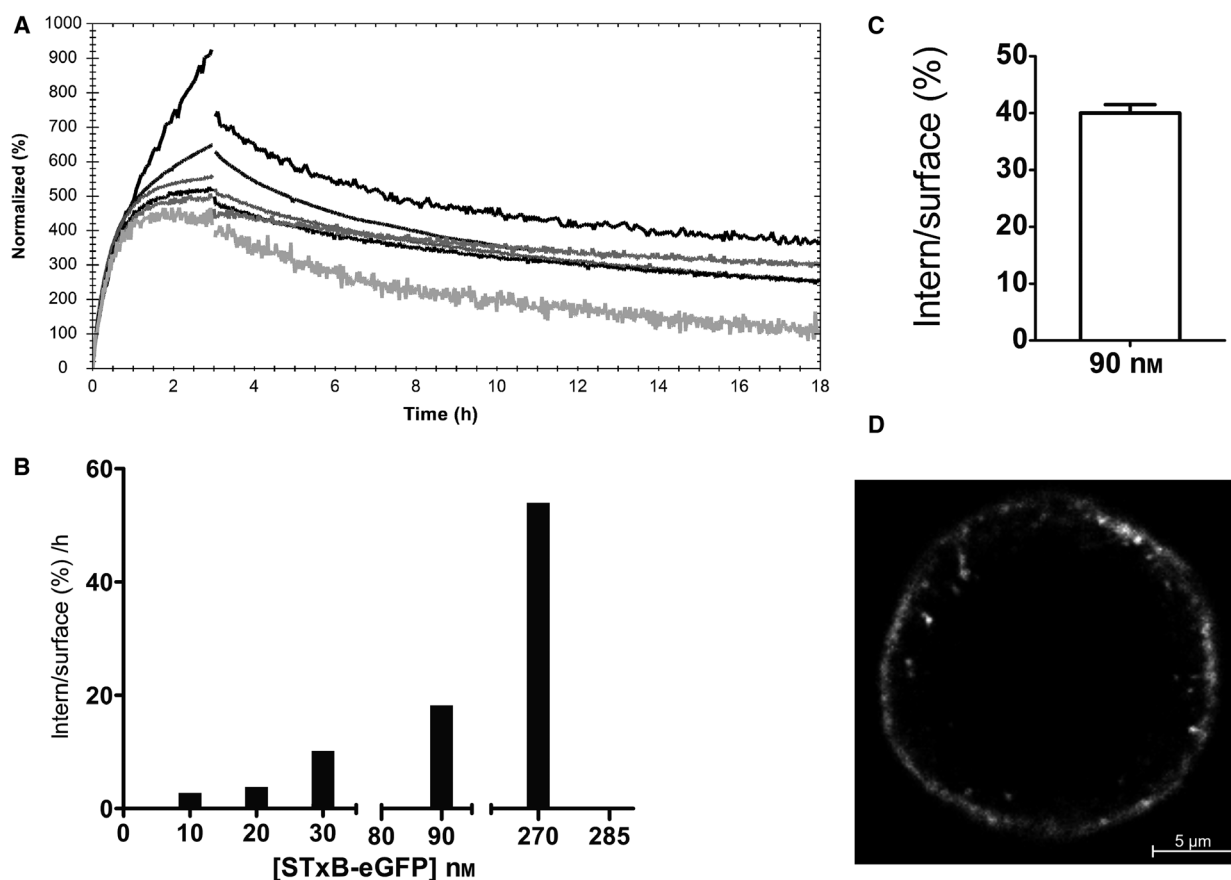 A
1000
900
800
700
600
500
400
300
200
100
0
Normalized (%)
0 2 4 6 8 10 12 14 16 18
Time (h)
B
60
40
20
0
Intern/surface (%) /h
0 10 20 30 80 90 270 285
[STxB-eGFP] nM
C
50
40
30
20
10
0
Intern/surface (%)
90 nM
D
5 µm